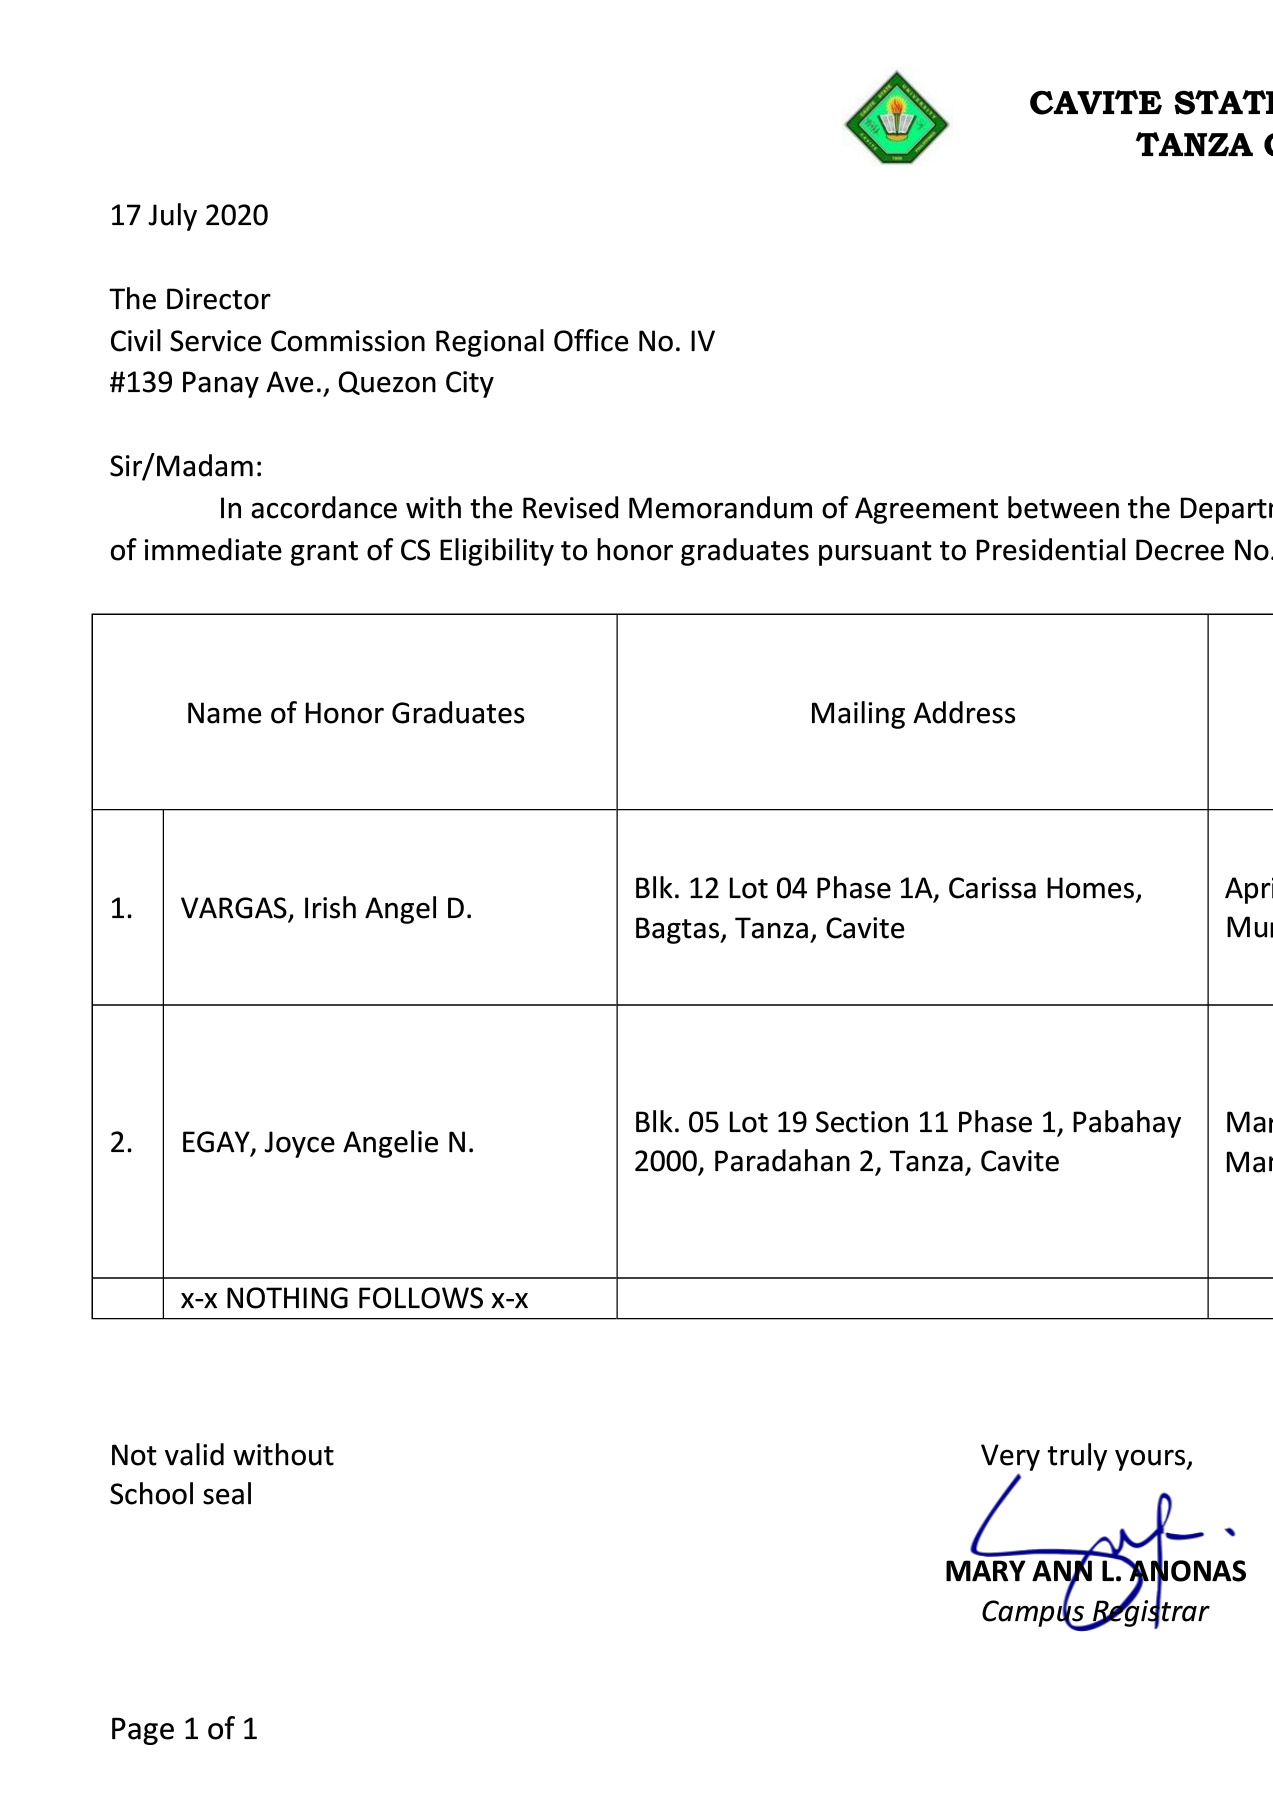 CAVITE STATE
TANZA C
17 July 2020
The Director
Civil Service Commission Regional Office No. IV
#139 Panay Ave., Quezon City
Sir/Madam:
In accordance with the Revised Memorandum of Agreement between the Departm
of immediate grant of CS Eligibility to honor graduates pursuant to Presidential Decree No.
Name of Honor Graduates Mailing Address
1. VARGAS, Irish Angel D. Blk. 12 Lot 04 Phase 1A, Carissa Homes,
Bagtas, Tanza, Cavite
Apri
Mun
2. EGAY, Joyce Angelie N. Blk. 05 Lot 19 Section 11 Phase 1, Pabahay
2000, Paradahan 2, Tanza, Cavite
Mar
Mar
x-x NOTHING FOLLOWS x-x
Not valid without
School seal
Very truly yours,
MARY ANN L. ANONAS
Campus Registrar
Page 1 of 1